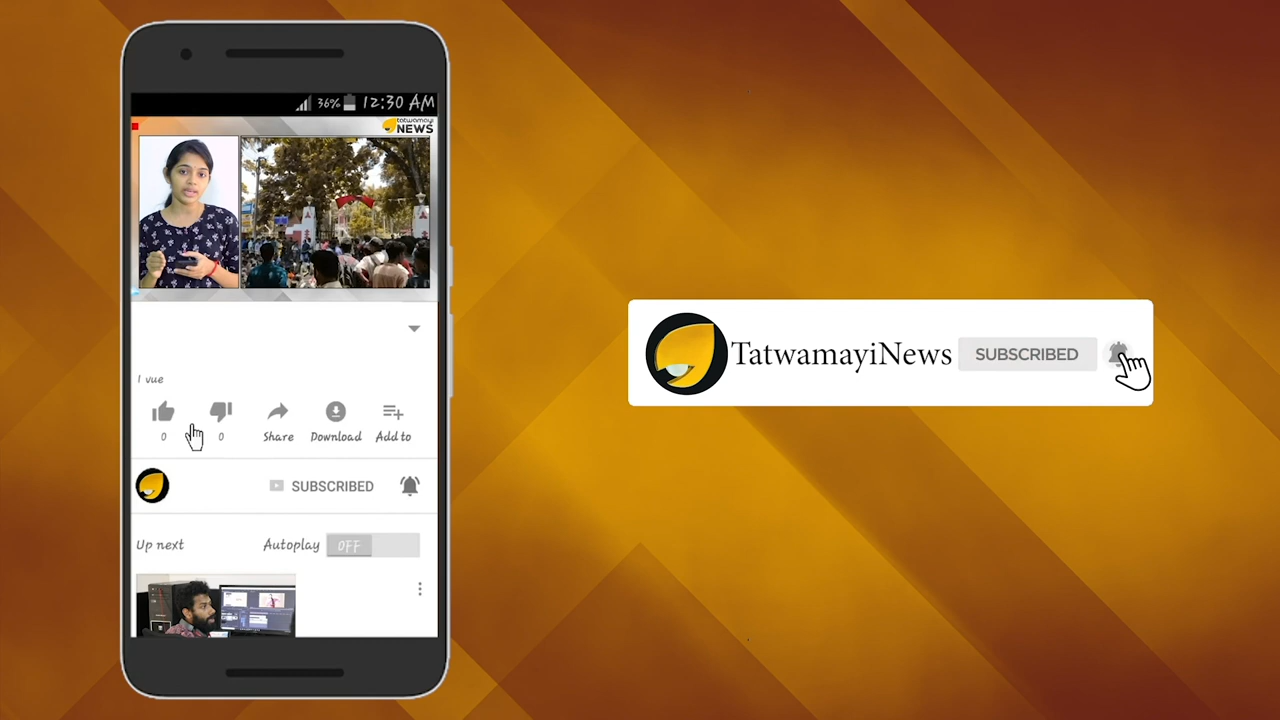 36% 12:30 AM
tatwamayi
NEWS
1 vue
0 0 Share Download Add to
SUBSCRIBED
Up next Autoplay OFF
TatwamayiNews SUBSCRIBED